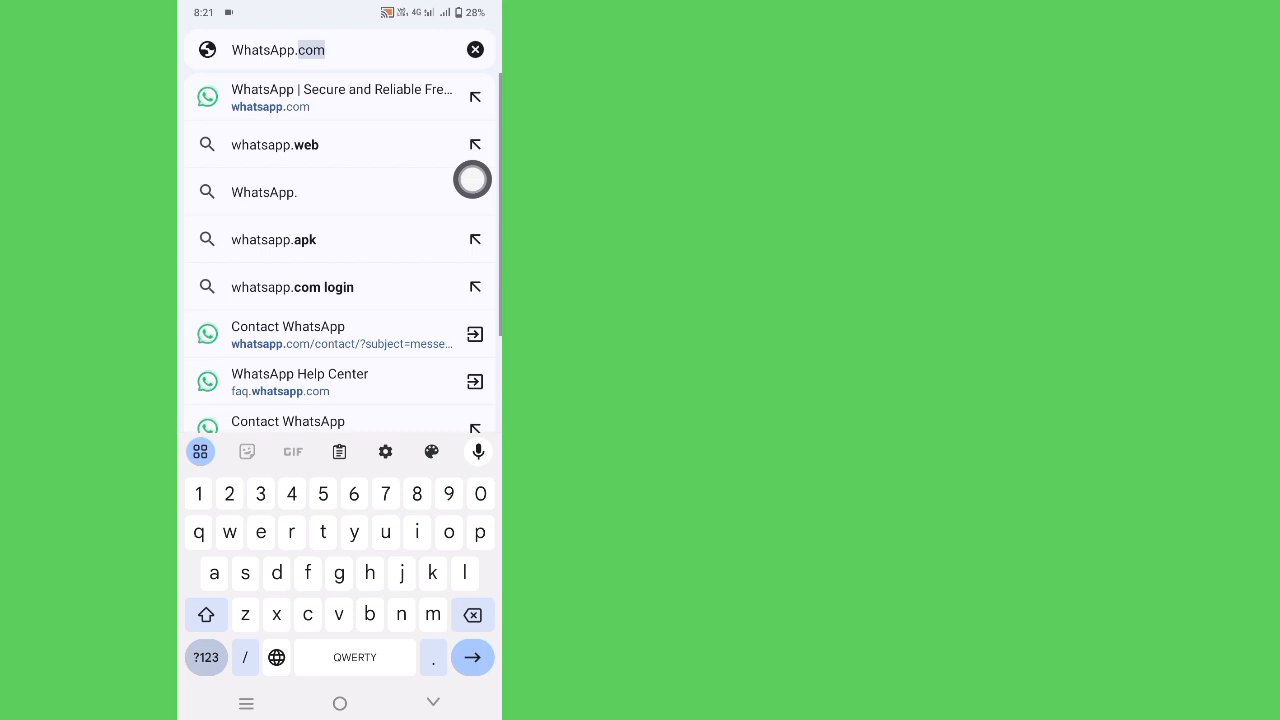 8:21
4G
28%
WhatsApp.com
WhatsApp | Secure and Reliable Fre...
whatsapp.com
whatsapp.web
WhatsApp.
whatsapp.apk
whatsapp.com login
Contact WhatsApp
whatsapp.com/contact/?subject=messe...
WhatsApp Help Center
faq.whatsapp.com
Contact WhatsApp
GIF
1 2 3 4 5 6 7 8 9 0
q w e r t y u i o p
a s d f g h j k l
z x c v b n m
?123 / QWERTY .